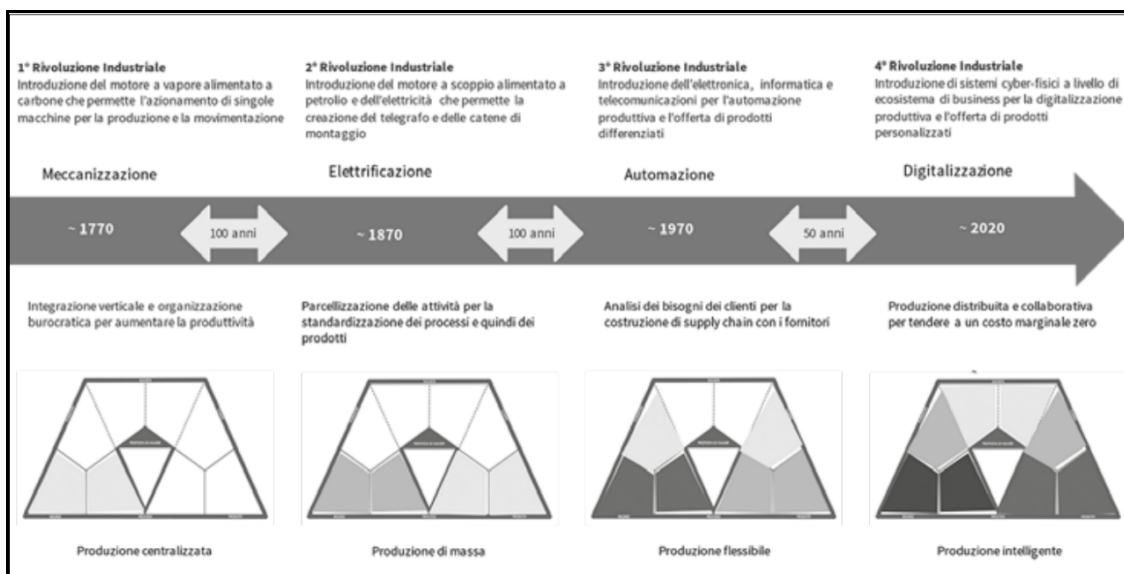 1° Rivoluzione Industriale
Introduzione del motore a vapore alimentato a
carbone che permette l'azionamento di singole
macchine per la produzione e la movimentazione
2° Rivoluzione Industriale
Introduzione del motore a scoppio alimentato a
petrolio e dell'elettricità che permette la
creazione del telegrafo e delle catene di
montaggio
3° Rivoluzione Industriale
Introduzione dell'elettronica, informatica e
telecomunicazioni per l'automazione
produttiva e l'offerta di prodotti
differenziati
4° Rivoluzione Industriale
Introduzione di sistemi cyber-fisici a livello di
ecosistema di business per la digitalizzazione
produttiva e l'offerta di prodotti
personalizzati
Meccanizzazione
Elettrificazione
Automazione
Digitalizzazione
~ 1770
100 anni
~ 1870
100 anni
~ 1970
50 anni
~ 2020
Integrazione verticale e organizzazione
burocratica per aumentare la produttività
Parcellizzazione delle attività per la
standardizzazione dei processi e quindi dei
prodotti
Analisi dei bisogni dei clienti per la
costruzione di supply chain con i fornitori
Produzione distribuita e collaborativa
per tendere a un costo marginale zero
Produzione centralizzata
Produzione di massa
Produzione flessibile
Produzione intelligente